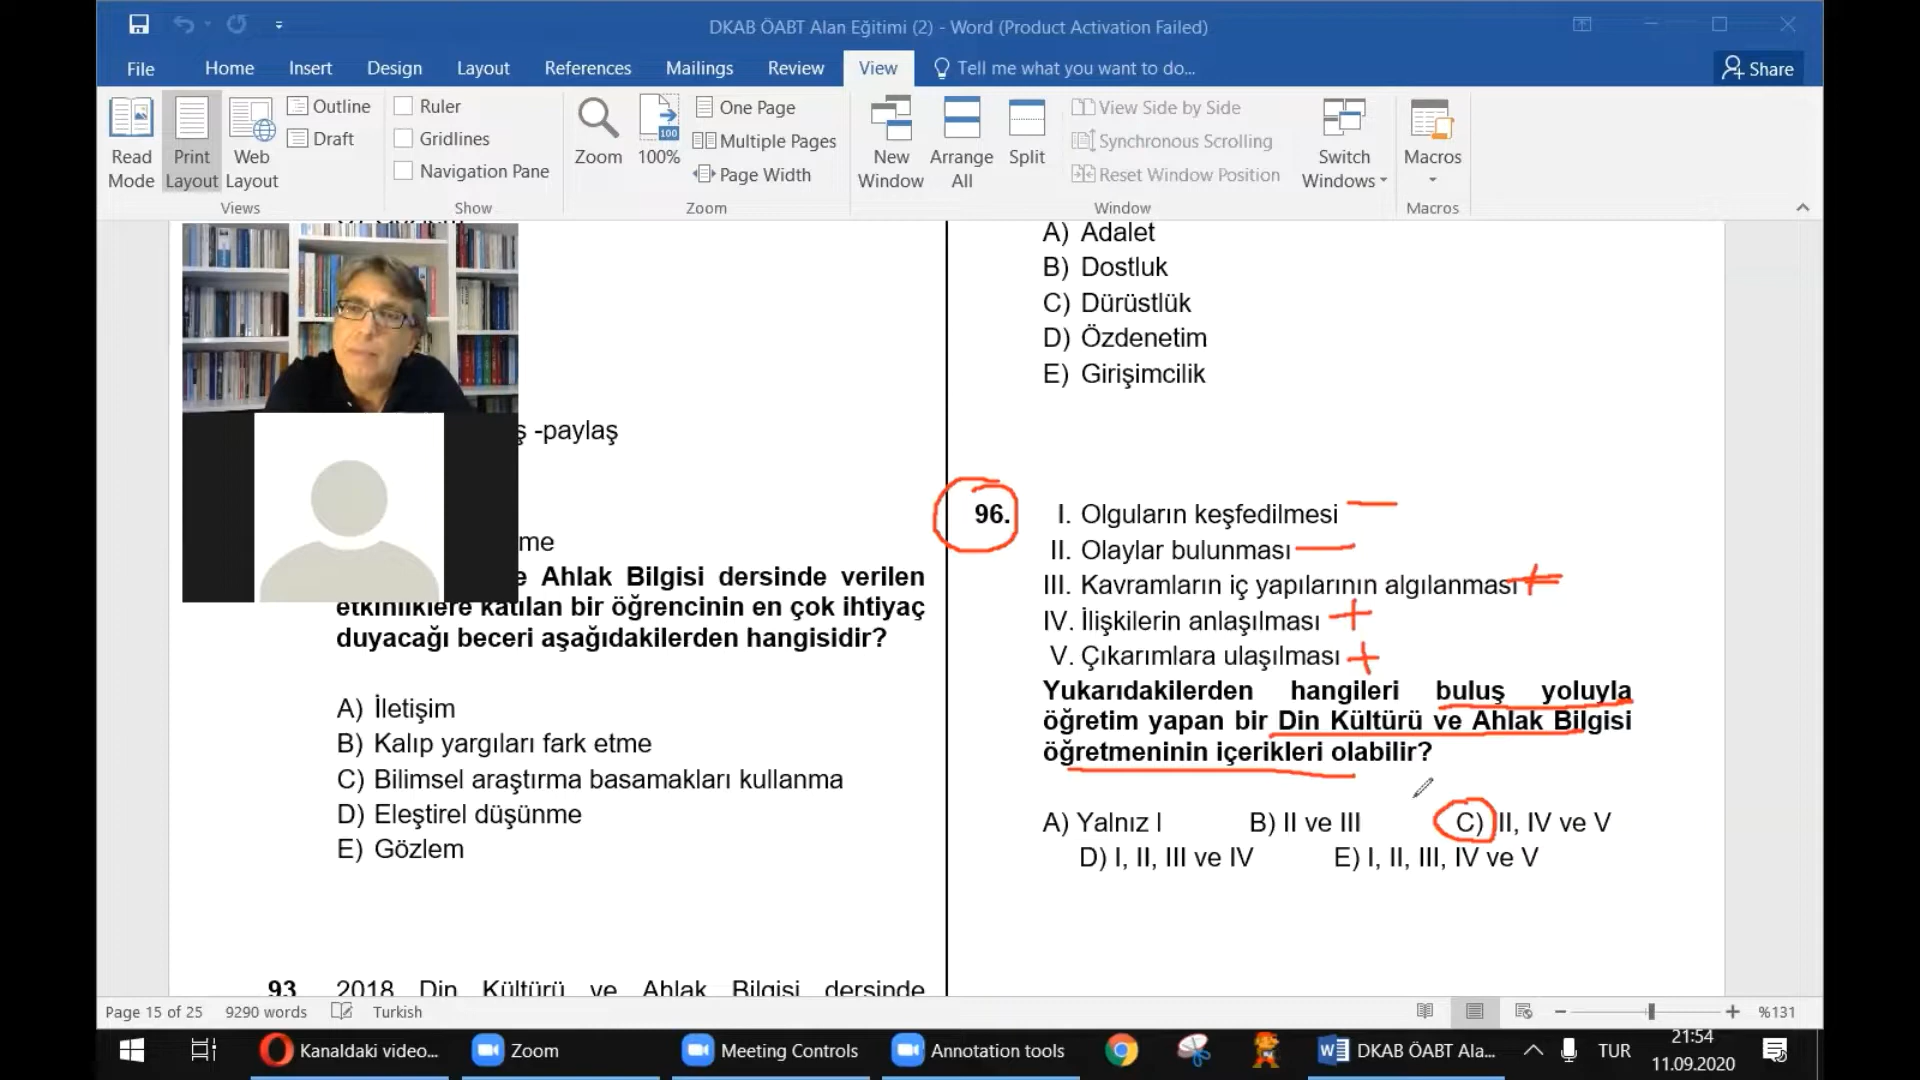 DKAB ÖABT Alan Eğitimi (2) - Word (Product Activation Failed)
File Home Insert Design Layout References Mailings Review View Tell me what you want to do... Share
Read Mode
Print Layout
Web Layout
Outline
Draft
Views
Ruler
Gridlines
Navigation Pane
Show
Zoom
100
100%
One Page
Multiple Pages
Page Width
Zoom
New Window
Arrange All
Split
View Side by Side
Synchronous Scrolling
Reset Window Position
Window
Switch Windows
Macros
Macros
ş -paylaş
me
e Ahlak Bilgisi dersinde verilen
etkinliklere katılan bir öğrencinin en çok ihtiyaç
duyacağı beceri aşağıdakilerden hangisidir?
A) İletişim
B) Kalıp yargıları fark etme
C) Bilimsel araştırma basamakları kullanma
D) Eleştirel düşünme
E) Gözlem
93 2018 Din Kültürü ve Ahlak Bilgisi dersinde
A) Adalet
B) Dostluk
C) Dürüstlük
D) Özdenetim
E) Girişimcilik
96. I. Olguların keşfedilmesi
II. Olaylar bulunması
III. Kavramların iç yapılarının algılanması
IV. İlişkilerin anlaşılması
V. Çıkarımlara ulaşılması
Yukarıdakilerden hangileri buluş yoluyla
öğretim yapan bir Din Kültürü ve Ahlak Bilgisi
öğretmeninin içerikleri olabilir?
A) Yalnız I B) II ve III C) III, IV ve V
D) I, II, III ve IV E) I, II, III, IV ve V
Page 15 of 25 9290 words Turkish %131
Kanaldaki video... Zoom Meeting Controls Annotation tools DKAB ÖABT Ala... TUR 21:54
11.09.2020